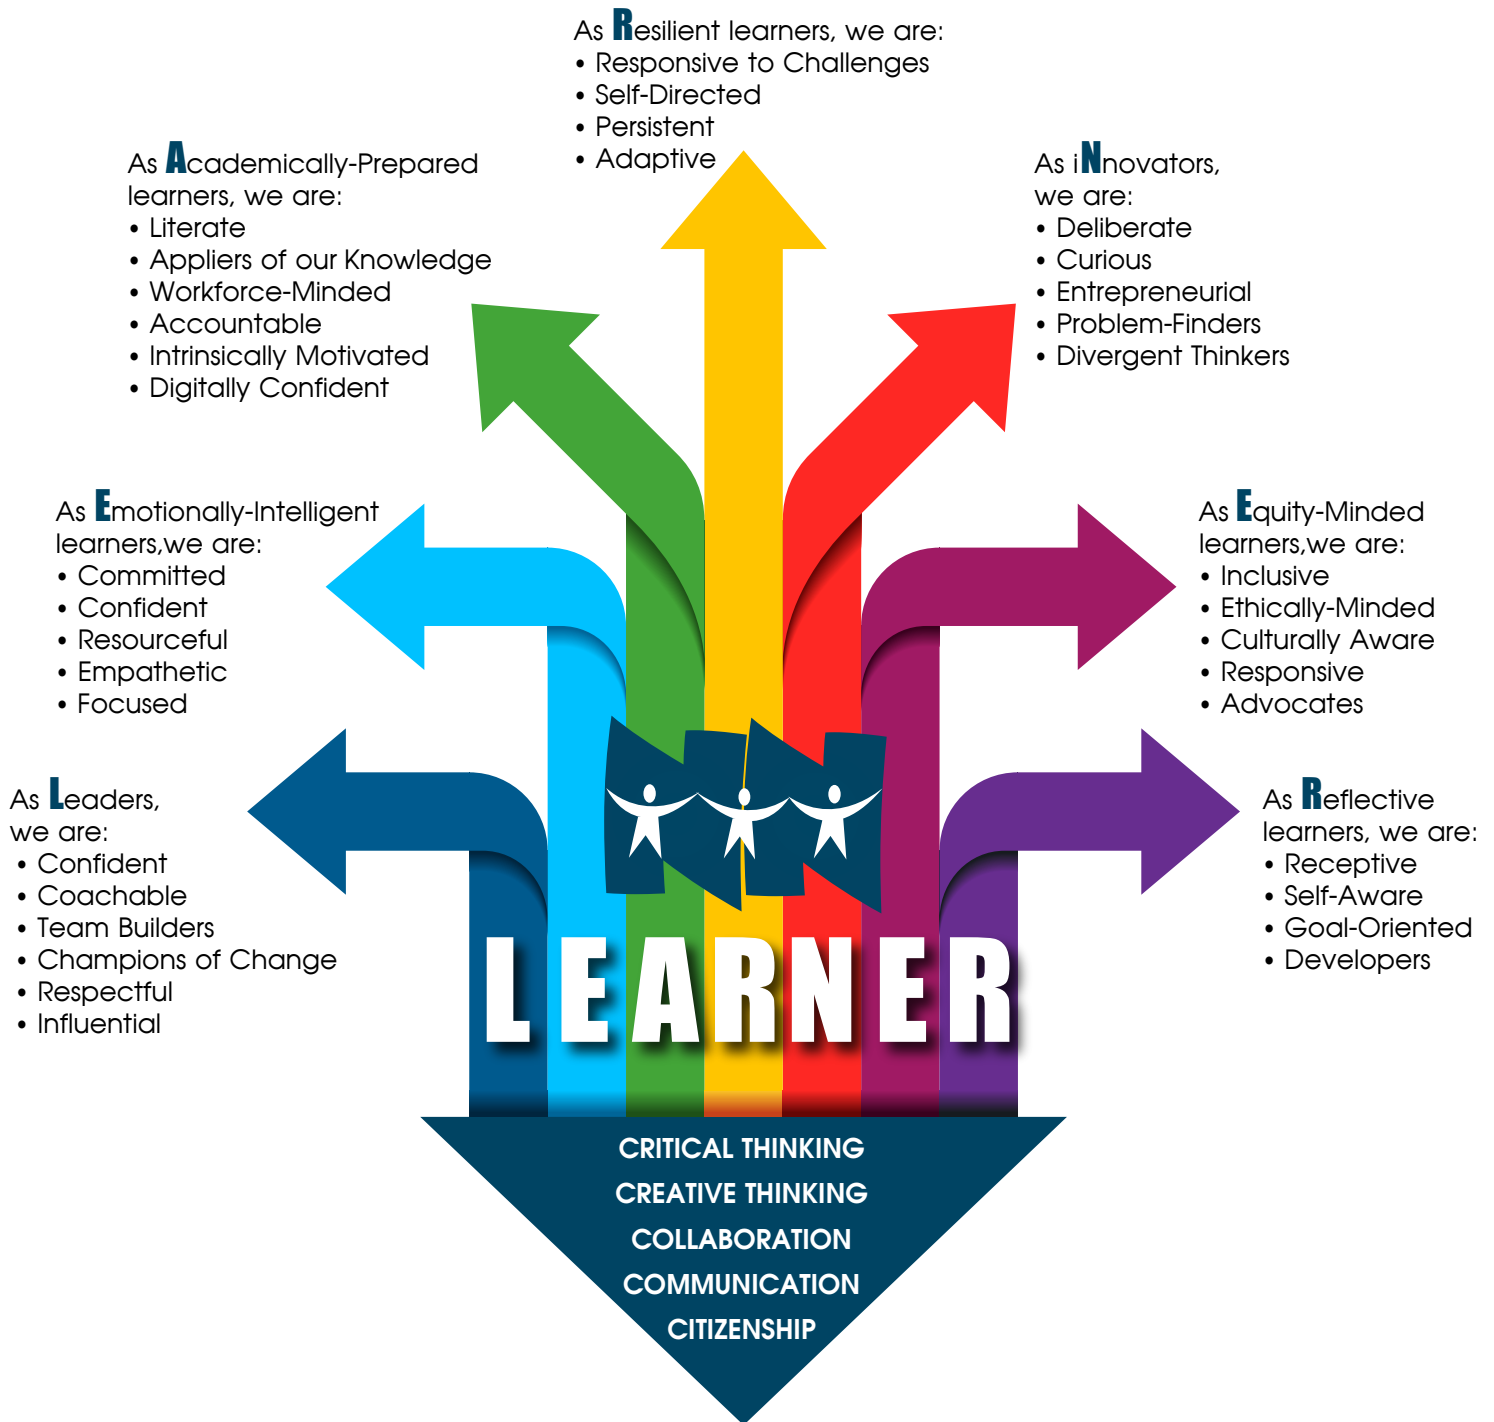 As Resilient learners, we are:
• Responsive to Challenges
• Self-Directed
• Persistent
• Adaptive
As Academically-Prepared
learners, we are:
• Literate
• Appliers of our Knowledge
• Workforce-Minded
• Accountable
• Intrinsically Motivated
• Digitally Confident
As iNnovators,
we are:
• Deliberate
• Curious
• Entrepreneurial
• Problem-Finders
• Divergent Thinkers
As Emotionally-Intelligent
learners,we are:
• Committed
• Confident
• Resourceful
• Empathetic
• Focused
As Equity-Minded
learners,we are:
• Inclusive
• Ethically-Minded
• Culturally Aware
• Responsive
• Advocates
As Leaders,
we are:
• Confident
• Coachable
• Team Builders
• Champions of Change
• Respectful
• Influential
As Reflective
learners, we are:
• Receptive
• Self-Aware
• Goal-Oriented
• Developers
LEARNER
CRITICAL THINKING
CREATIVE THINKING
COLLABORATION
COMMUNICATION
CITIZENSHIP